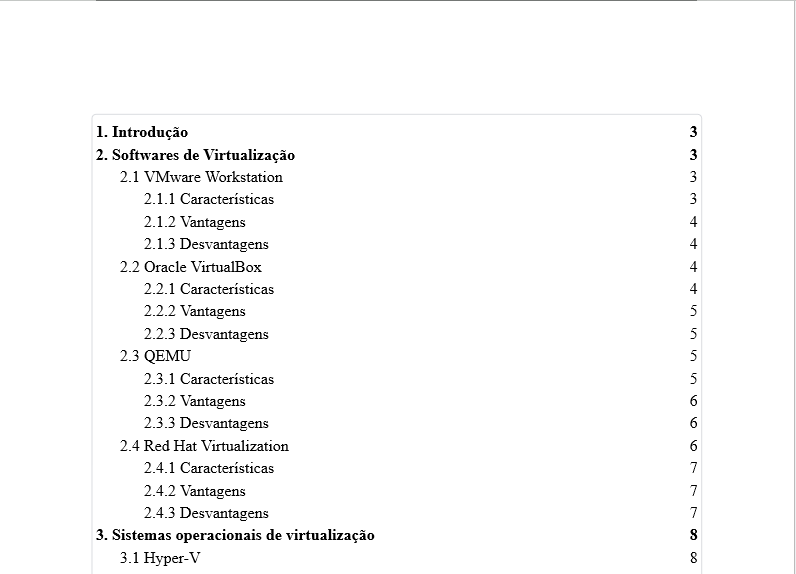 1. Introdução 3
2. Softwares de Virtualização 3
2.1 VMware Workstation 3
2.1.1 Características 3
2.1.2 Vantagens 4
2.1.3 Desvantagens 4
2.2 Oracle VirtualBox 4
2.2.1 Características 4
2.2.2 Vantagens 5
2.2.3 Desvantagens 5
2.3 QEMU 5
2.3.1 Características 5
2.3.2 Vantagens 6
2.3.3 Desvantagens 6
2.4 Red Hat Virtualization 6
2.4.1 Características 7
2.4.2 Vantagens 7
2.4.3 Desvantagens 7
3. Sistemas operacionais de virtualização 8
3.1 Hyper-V 8